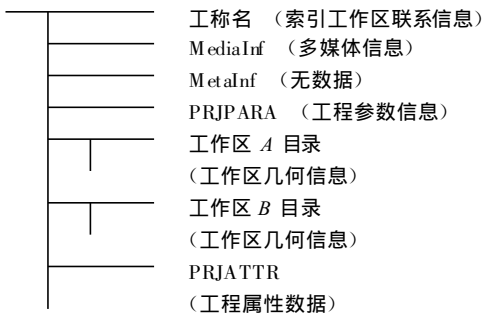 工称名 （索引工作区联系信息）
MediaInf （多媒体信息）
MetaInf （无数据）
PRJPARA （工程参数信息）
工作区 A 目录
（工作区几何信息）
工作区 B 目录
（工作区几何信息）
PRJATTR
（工程属性数据）